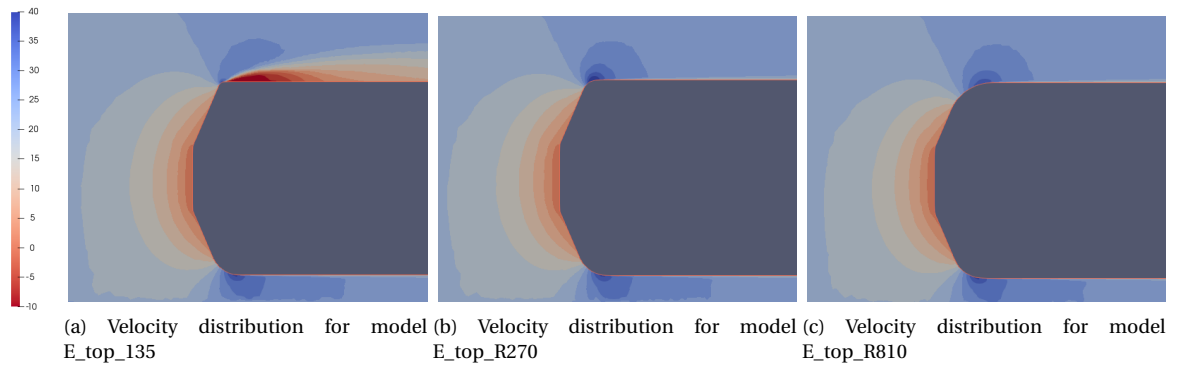 40
35
30
25
20
15
10
5
0
-5
-10
(a) Velocity distribution for model
E_top_135
(b) Velocity distribution for model
E_top_R270
(c) Velocity distribution for model
E_top_R810